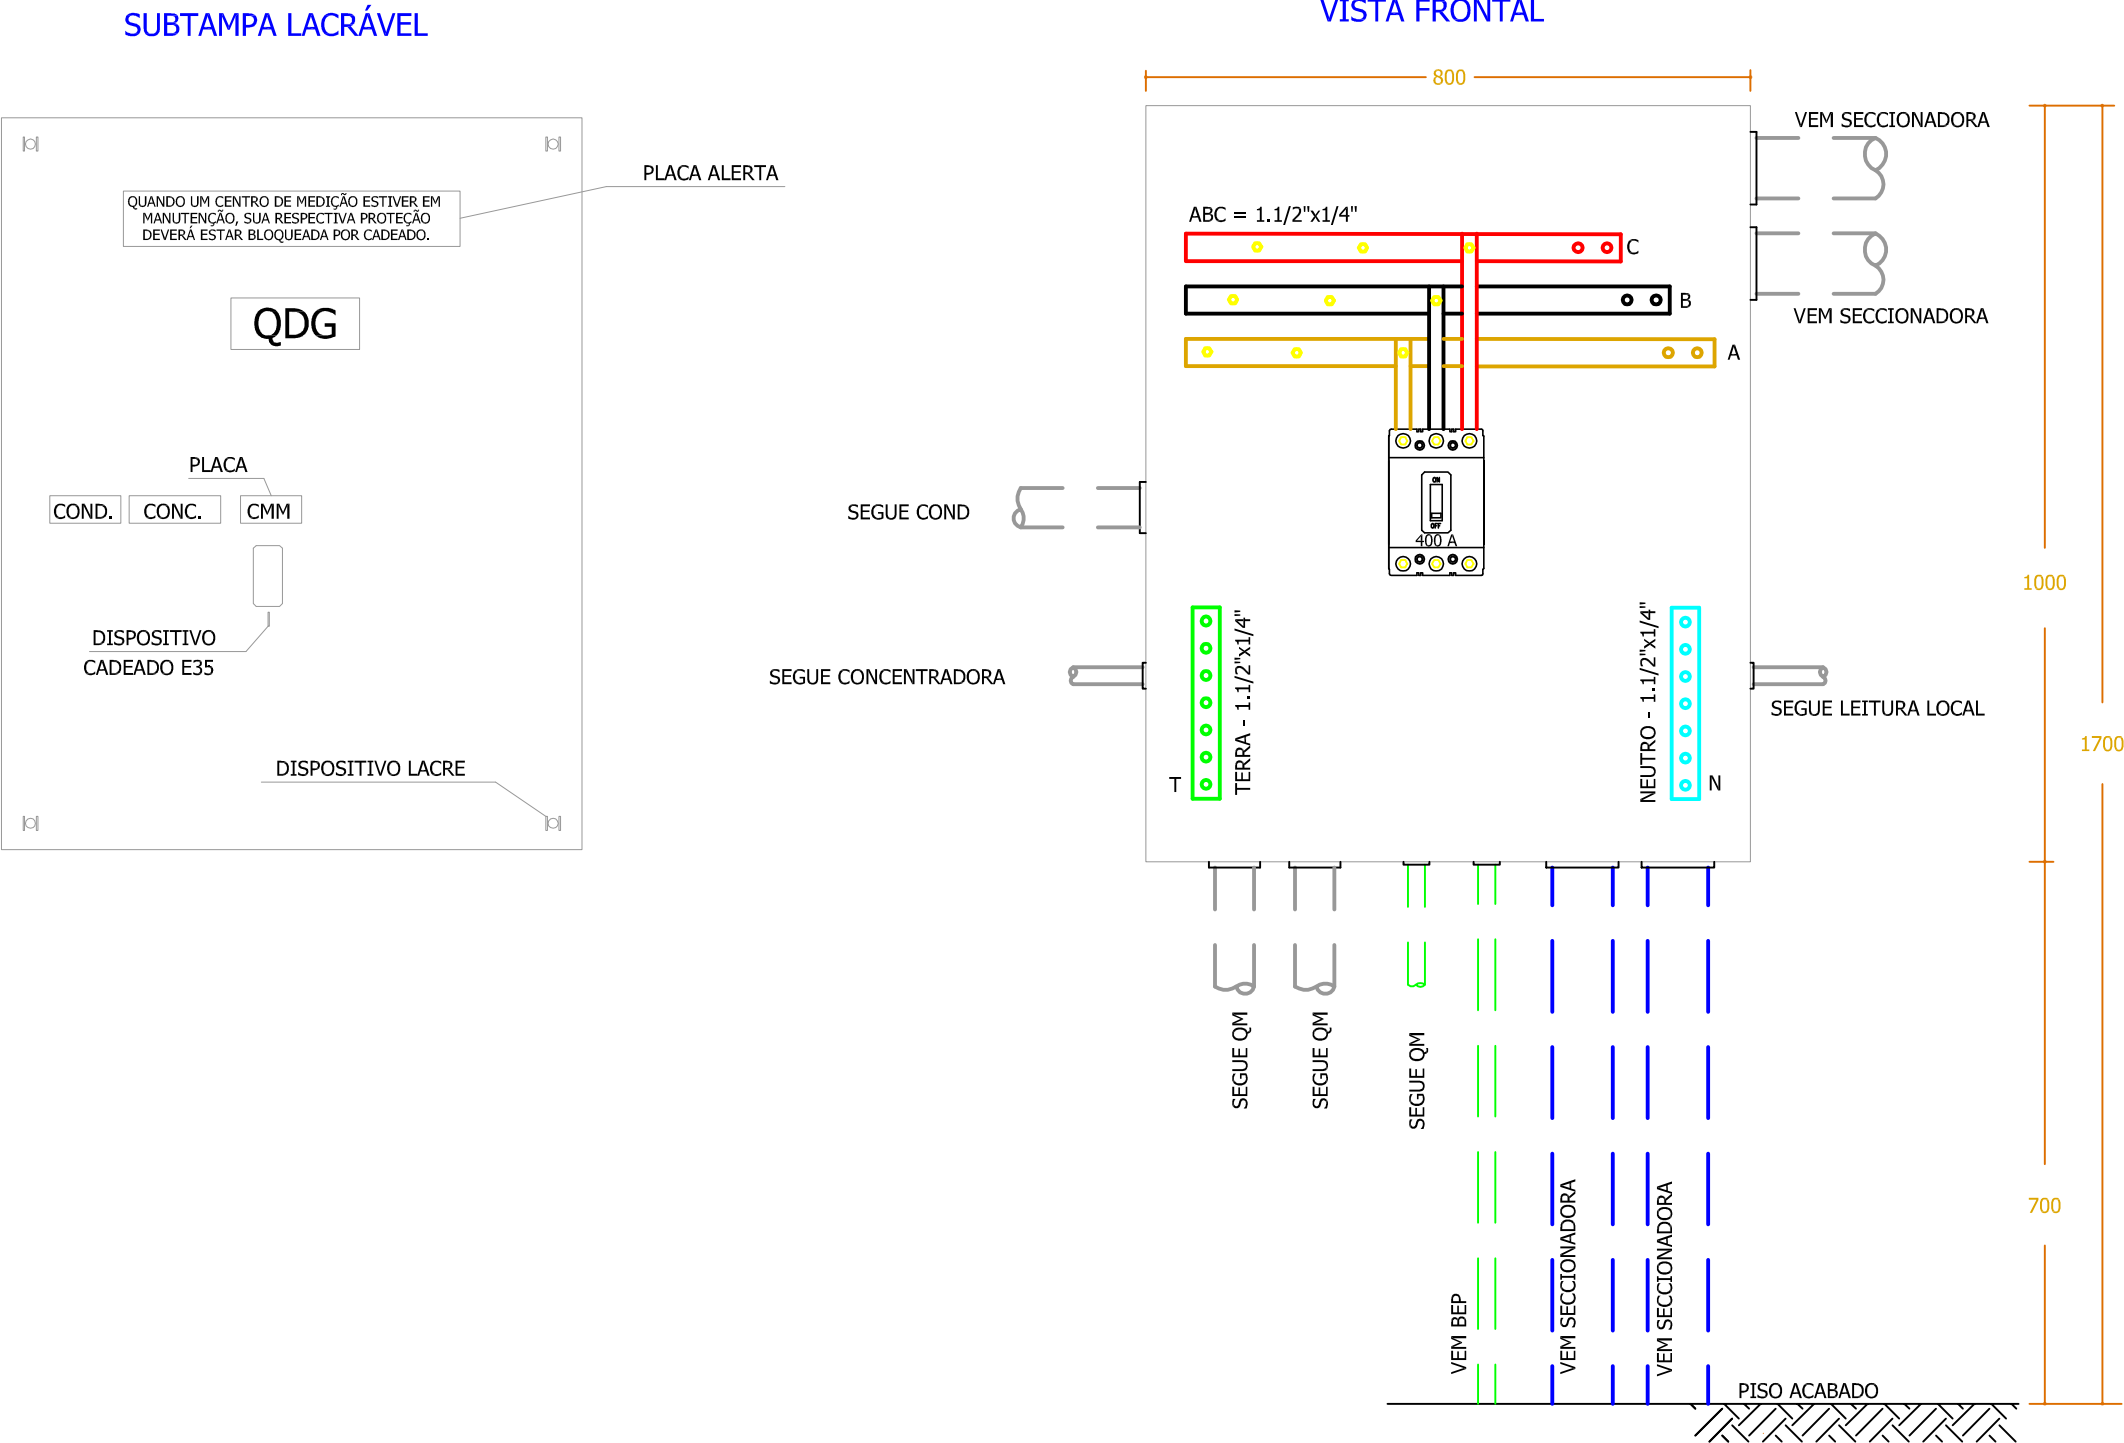 SUBTAMPA LACRÁVEL
QUANDO UM CENTRO DE MEDIÇÃO ESTIVER EM
MANUTENÇÃO, SUA RESPECTIVA PROTEÇÃO
DEVERÁ ESTAR BLOQUEADA POR CADEADO.
PLACA ALERTA
QDG
PLACA
COND.
CONC.
CMM
DISPOSITIVO
CADEADO E35
DISPOSITIVO LACRE
VISTA FRONTAL
800
VEM SECCIONADORA
VEM SECCIONADORA
ABC = 1.1/2"x1/4"
C
B
A
ON
OFF
400 A
SEGUE COND
SEGUE CONCENTRADORA
T
TERRA - 1.1/2"x1/4"
NEUTRO - 1.1/2"x1/4"
N
SEGUE LEITURA LOCAL
1000
1700
700
SEGUE QM
SEGUE QM
SEGUE QM
VEM BEP
VEM SECCIONADORA
VEM SECCIONADORA
PISO ACABADO